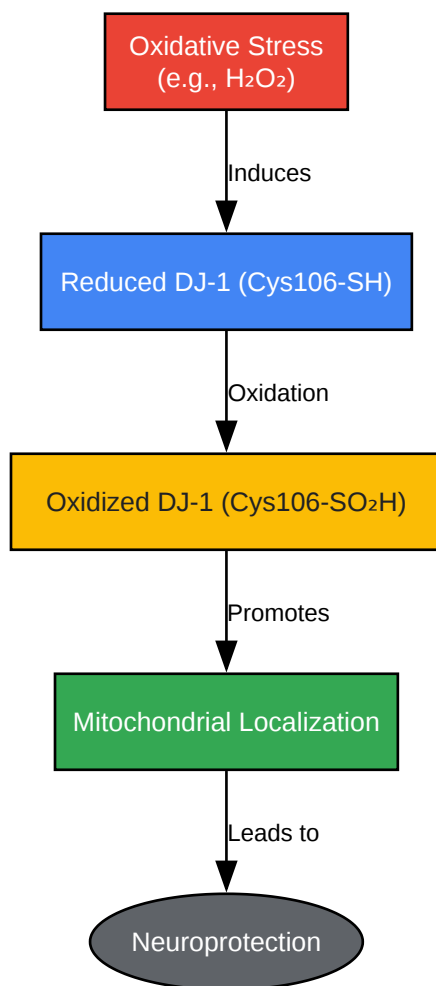 Oxidative Stress
(e.g., H₂O₂)
Induces
Reduced DJ-1 (Cys106-SH)
Oxidation
Oxidized DJ-1 (Cys106-SO₂H)
Promotes
Mitochondrial Localization
Leads to
Neuroprotection